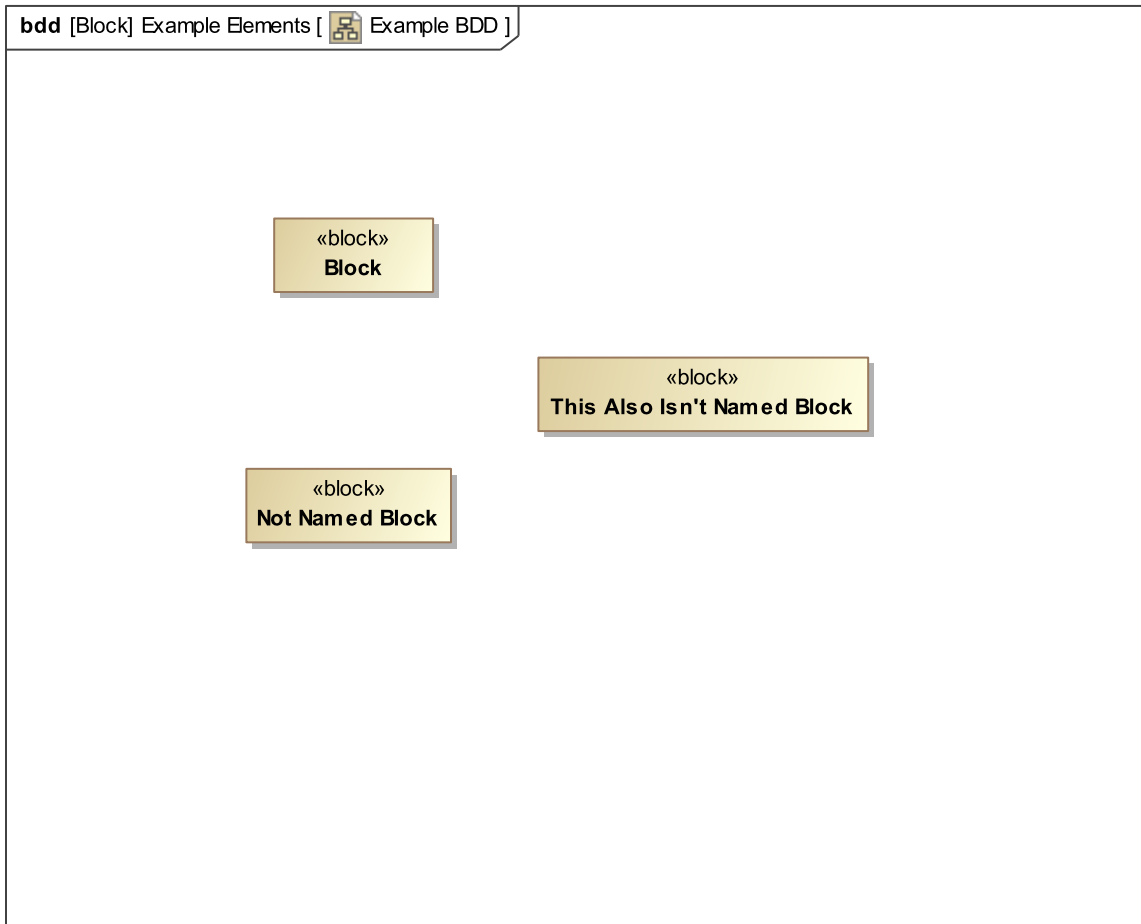 bdd [Block] Example Elements [ Example BDD ]
«block»
Block
«block»
This Also Isn't Named Block
«block»
Not Named Block